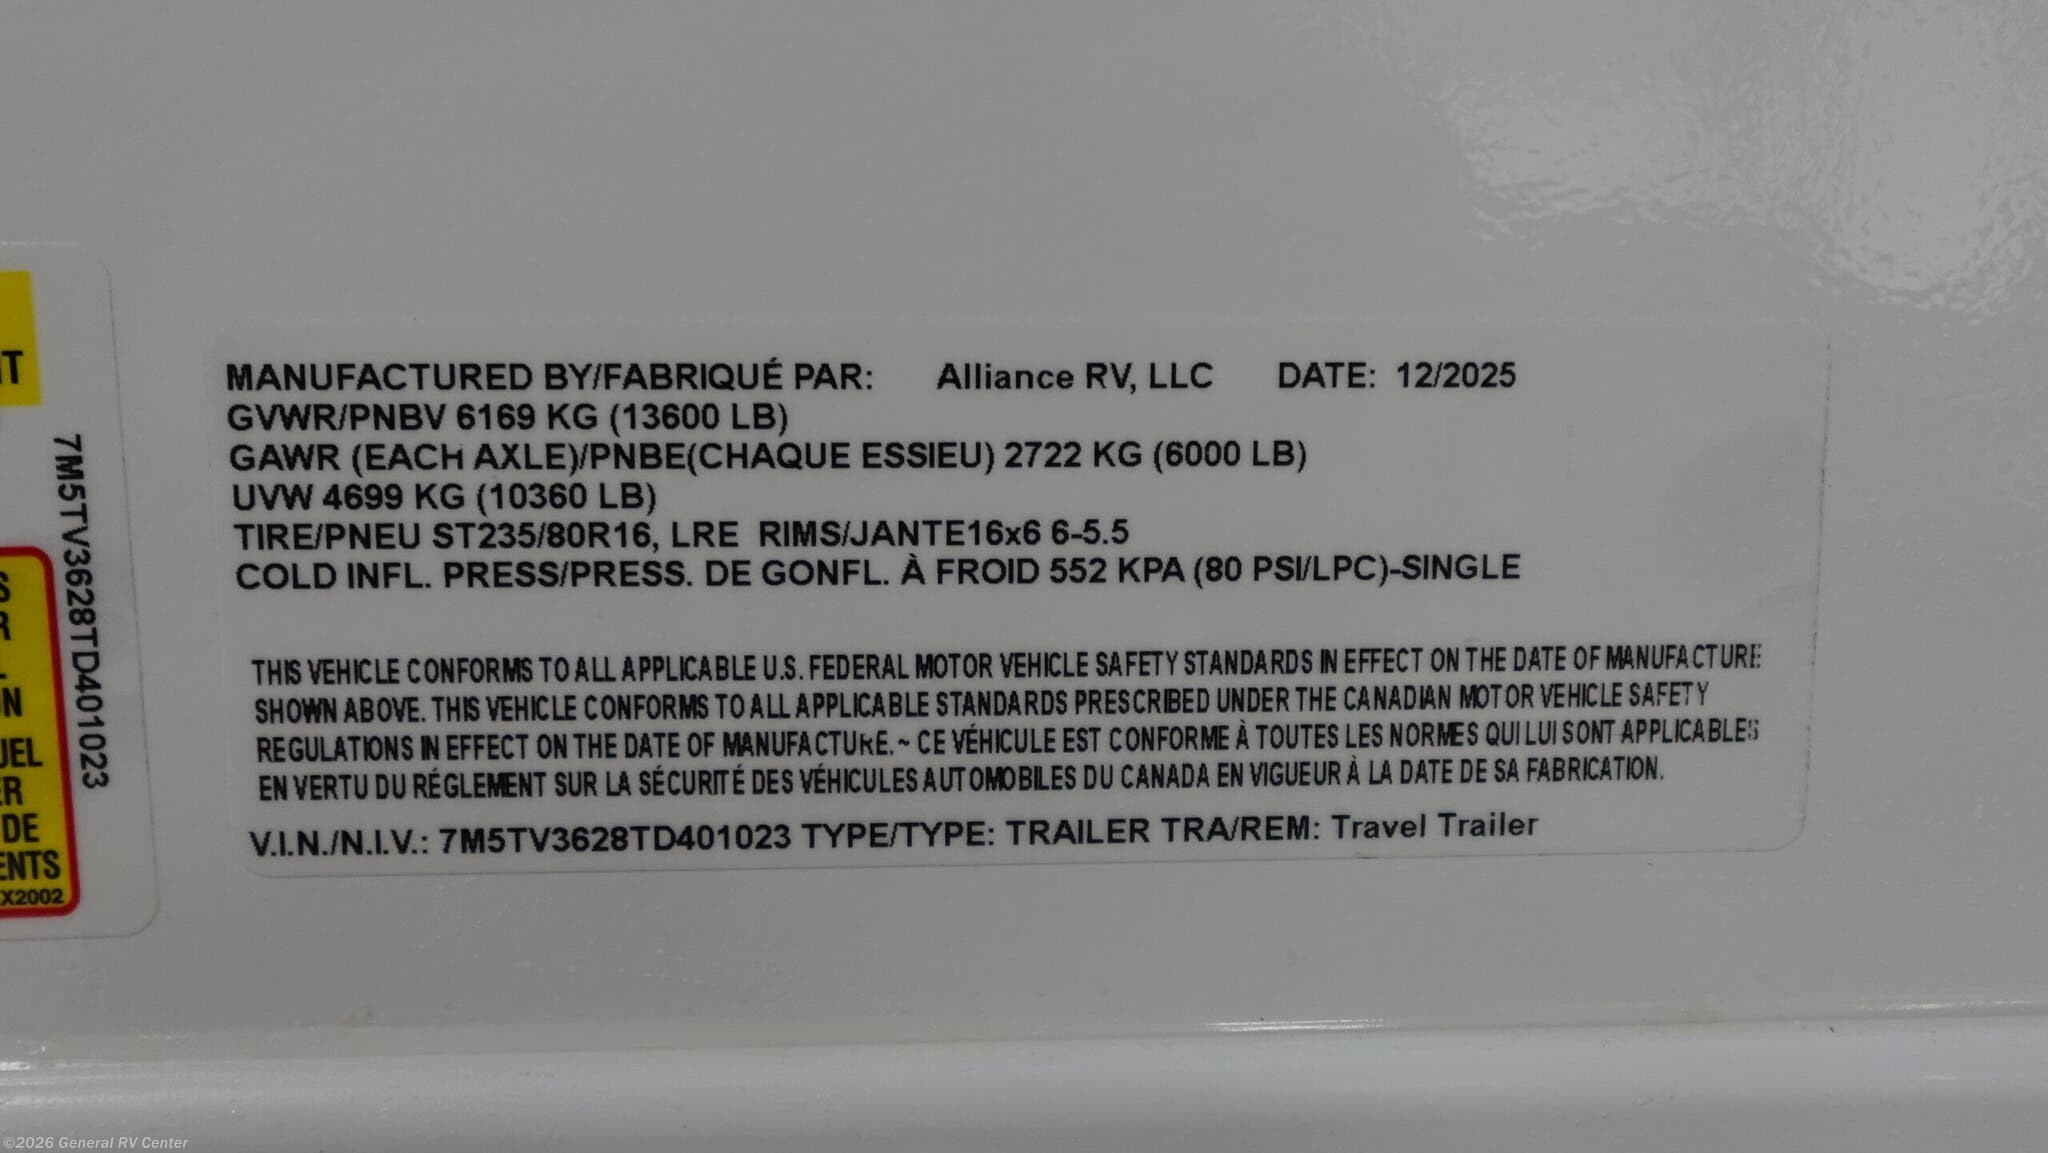 MANUFACTURED BY/FABRIQUÉ PAR: Alliance RV, LLC DATE: 12/2025
GVWR/PNBV 6169 KG (13600 LB)
GAWR (EACH AXLE)/PNBE(CHAQUE ESSIEU) 2722 KG (6000 LB)
UVW 4699 KG (10360 LB)
TIRE/PNEU ST235/80R16, LRE RIMS/JANTE16x6 6-5.5
COLD INFL. PRESS/PRESS. DE GONFL. À FROID 552 KPA (80 PSI/LPC)-SINGLE
THIS VEHICLE CONFORMS TO ALL APPLICABLE U.S. FEDERAL MOTOR VEHICLE SAFETY STANDARDS IN EFFECT ON THE DATE OF MANUFACTURE
SHOWN ABOVE. THIS VEHICLE CONFORMS TO ALL APPLICABLE STANDARDS PRESCRIBED UNDER THE CANADIAN MOTOR VEHICLE SAFETY
REGULATIONS IN EFFECT ON THE DATE OF MANUFACTURE. ~ CE VÉHICULE EST CONFORME À TOUTES LES NORMES QUI LUI SONT APPLICABLES
EN VERTU DU RÉGLEMENT SUR LA SÉCURITÉ DES VÉHICULES AUTOMOBILES DU CANADA EN VIGUEUR À LA DATE DE SA FABRICATION.
V.I.N./N.I.V.: 7M5TV3628TD401023 TYPE/TYPE: TRAILER TRA/REM: Travel Trailer
7M5TV3628TD401023
DE
ENTS
X2002
©2026 General RV Center